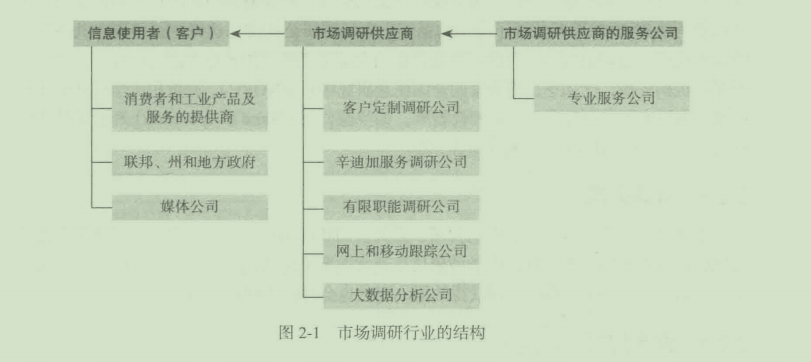 信息使用者（客户）
市场调研供应商
市场调研供应商的服务公司
消费者和工业产品及
服务的提供商
联邦、州和地方政府
媒体公司
客户定制调研公司
辛迪加服务调研公司
有限职能调研公司
网上和移动跟踪公司
大数据分析公司
专业服务公司
图 2-1 市场调研行业的结构